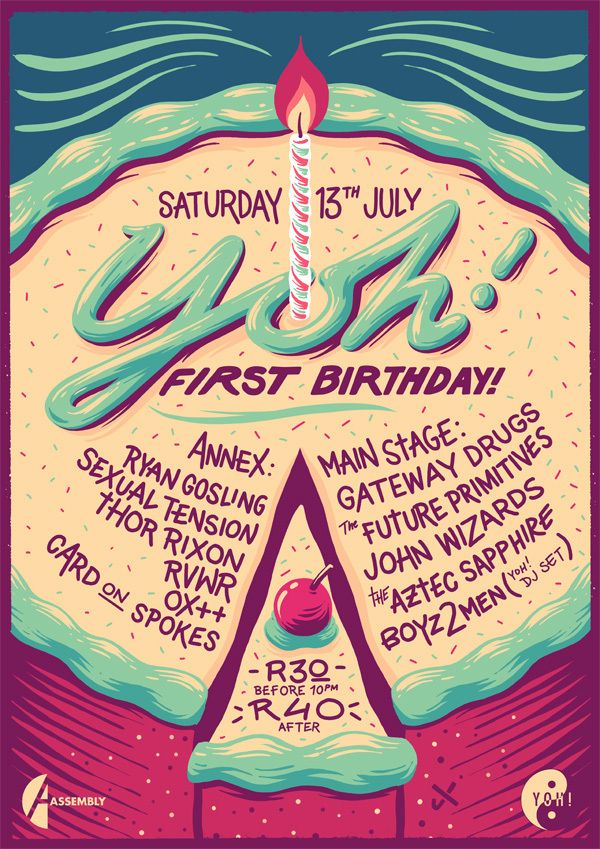 SATURDAY 13TH JULY
Yoh!
FIRST BIRTHDAY!
ANNEX:
RYAN GOSLING
SEXUAL TENSION
THOR RIXON
RVWR
OX++
CARD ON SPOKES
MAIN STAGE:
GATEWAY DRUGS
THE FUTURE PRIMITIVES
JOHN WIZARDS
THE AZTEC SAPPHIRE
BOYZ2MEN (YOH! DJ SET)
-R30-
BEFORE 10PM
R40
AFTER
ASSEMBLY
YOH!